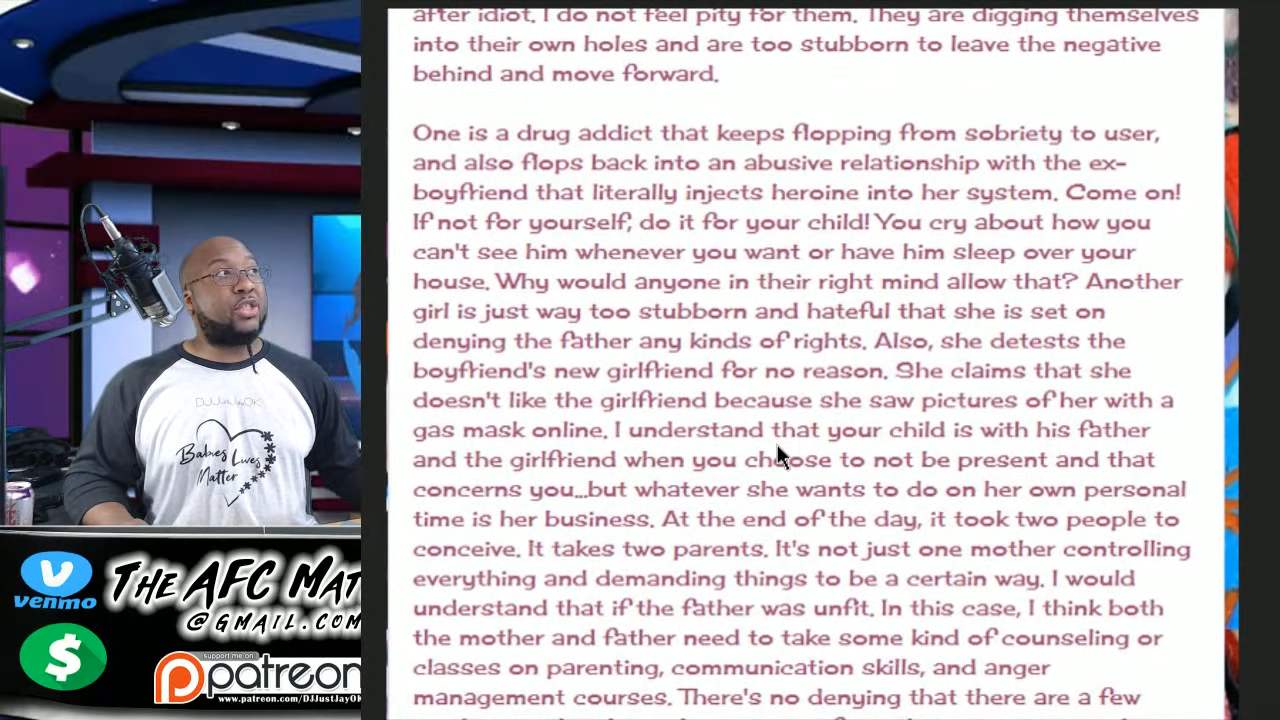 after idiot. I do not feel pity for them. They are digging themselves
into their own holes and are too stubborn to leave the negative
behind and move forward.
One is a drug addict that keeps flopping from sobriety to user,
and also flops back into an abusive relationship with the ex-
boyfriend that literally injects heroine into her system. Come on!
If not for yourself, do it for your child! You cry about how you
can't see him whenever you want or have him sleep over your
house. Why would anyone in their right mind allow that? Another
girl is just way too stubborn and hateful that she is set on
denying the father any kinds of rights. Also, she detests the
boyfriend's new girlfriend for no reason. She claims that she
doesn't like the girlfriend because she saw pictures of her with a
gas mask online. I understand that your child is with his father
and the girlfriend when you choose to not be present and that
concerns you...but whatever she wants to do on her own personal
time is her business. At the end of the day, it took two people to
conceive. It takes two parents. It's not just one mother controlling
everything and demanding things to be a certain way. I would
understand that if the father was unfit. In this case, I think both
the mother and father need to take some kind of counseling or
classes on parenting, communication skills, and anger
management courses. There's no denying that there are a few
DJJustJayOK
Babies Lives
Matter
V
venmo
THE AFC MAT
@GMAIL.COM
$
support me on
patreon
www.patreon.com/DJJustJayOK